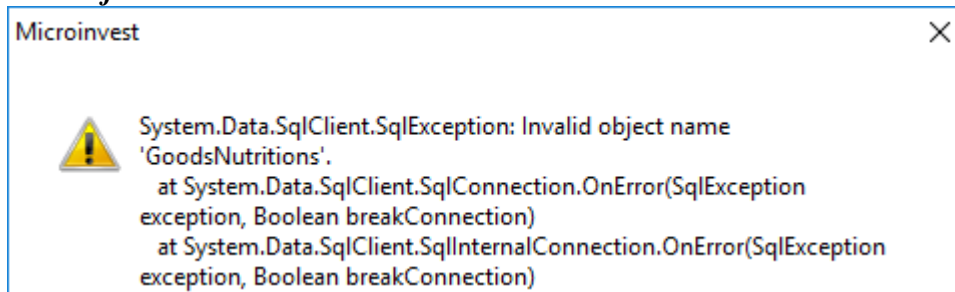 Microinvest
System.Data.SqlClient.SqlException: Invalid object name
'GoodsNutritions'.
at System.Data.SqlClient.SqlConnection.OnError(SqlException
exception, Boolean breakConnection)
at System.Data.SqlClient.SqlInternalConnection.OnError(SqlException
exception, Boolean breakConnection)